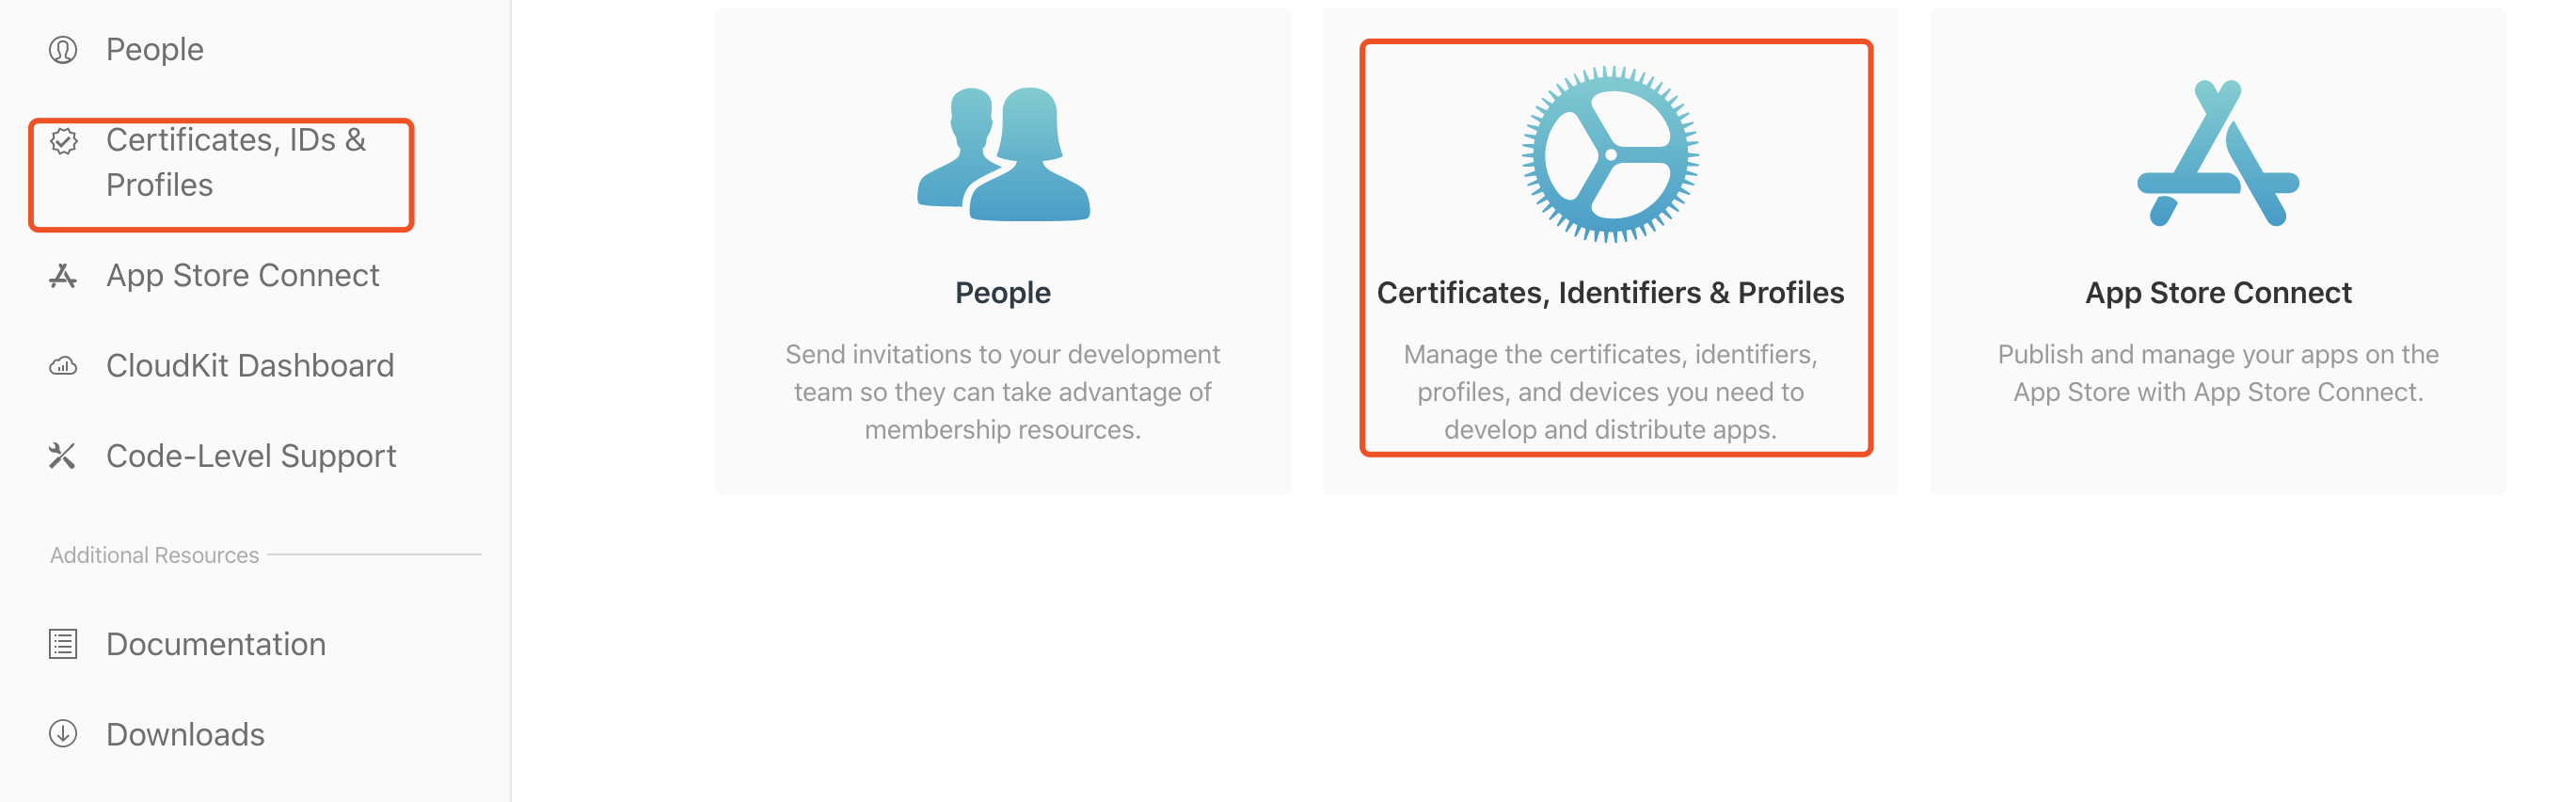 People
Certificates, IDs &
Profiles
App Store Connect
CloudKit Dashboard
Code-Level Support
Additional Resources
Documentation
Downloads
People
Send invitations to your development
team so they can take advantage of
membership resources.
Certificates, Identifiers & Profiles
Manage the certificates, identifiers,
profiles, and devices you need to
develop and distribute apps.
App Store Connect
Publish and manage your apps on the
App Store with App Store Connect.